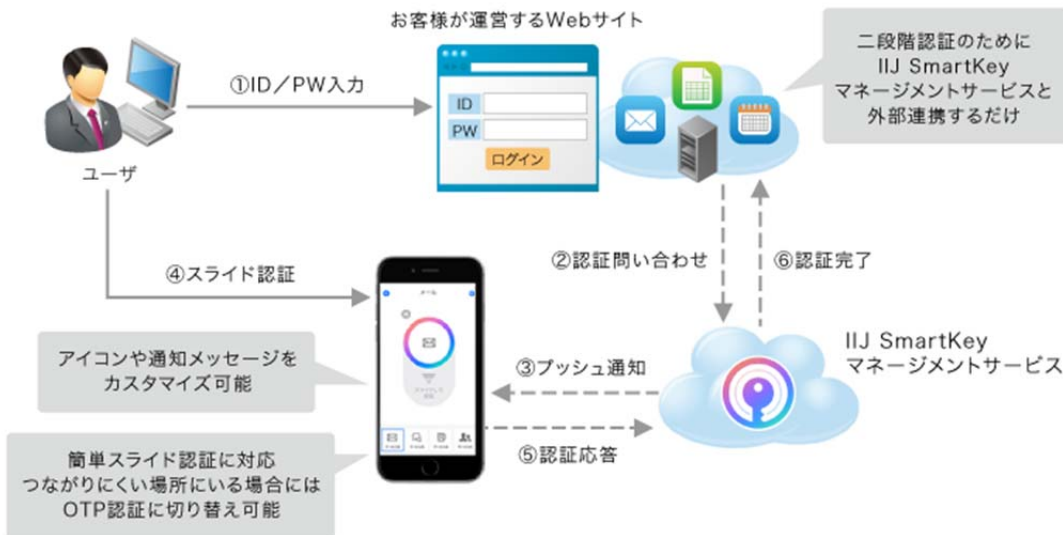 お客様が運営するWebサイト
①ID/PW入力
ID
PW
ログイン
二段階認証のために
IIJ SmartKey
マネージメントサービスと
外部連携するだけ
ユーザ
②認証問い合わせ
⑥認証完了
④スライド認証
メール
アイコンや通知メッセージを
カスタマイズ可能
③プッシュ通知
IIJ SmartKey
マネージメントサービス
⑤認証応答
簡単スライド認証に対応
つながりにくい場所にいる場合には
OTP認証に切り替え可能